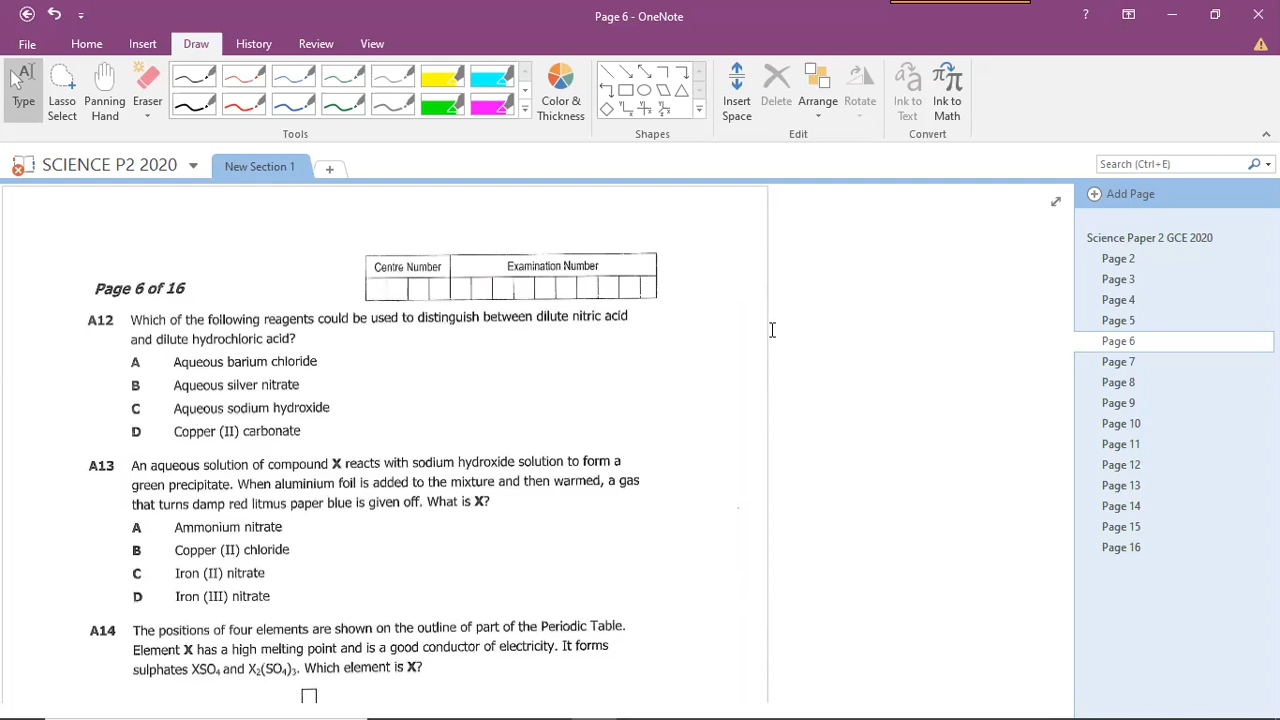 Page 6 - OneNote
File Home Insert Draw History Review View
Type
Lasso Select
Panning Hand
Eraser
Color & Thickness
Insert Space
Delete
Arrange
Rotate
Ink to Text
Ink to Math
Tools Shapes Edit Convert
SCIENCE P2 2020
New Section 1
Search (Ctrl+E)
Add Page
Science Paper 2 GCE 2020
Page 2
Page 3
Page 4
Page 5
Page 6
Page 7
Page 8
Page 9
Page 10
Page 11
Page 12
Page 13
Page 14
Page 15
Page 16
Centre Number Examination Number
Page 6 of 16
A12 Which of the following reagents could be used to distinguish between dilute nitric acid
and dilute hydrochloric acid?
A Aqueous barium chloride
B Aqueous silver nitrate
C Aqueous sodium hydroxide
D Copper (II) carbonate
A13 An aqueous solution of compound X reacts with sodium hydroxide solution to form a
green precipitate. When aluminium foil is added to the mixture and then warmed, a gas
that turns damp red litmus paper blue is given off. What is X?
A Ammonium nitrate
B Copper (II) chloride
C Iron (II) nitrate
D Iron (III) nitrate
A14 The positions of four elements are shown on the outline of part of the Periodic Table.
Element X has a high melting point and is a good conductor of electricity. It forms
sulphates XSO₄ and X₂(SO₄)₃. Which element is X?